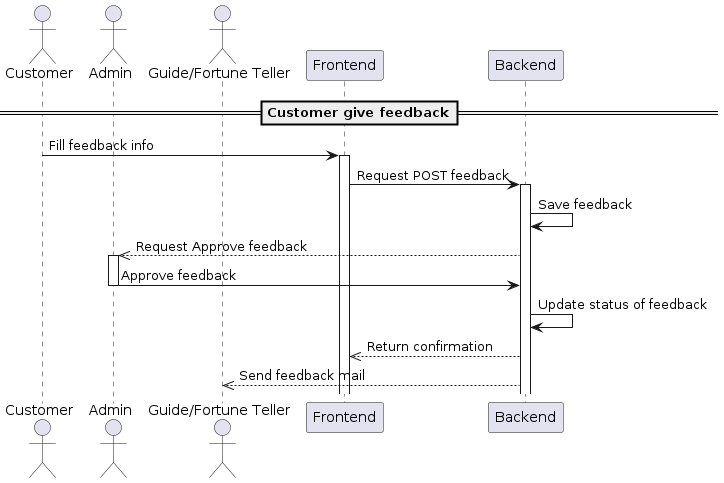 Customer
Admin
Guide/Fortune Teller
Frontend
Backend
Customer give feedback
Fill feedback info
Request POST feedback
Save feedback
Request Approve feedback
Approve feedback
Update status of feedback
Return confirmation
Send feedback mail
Customer
Admin
Guide/Fortune Teller
Frontend
Backend